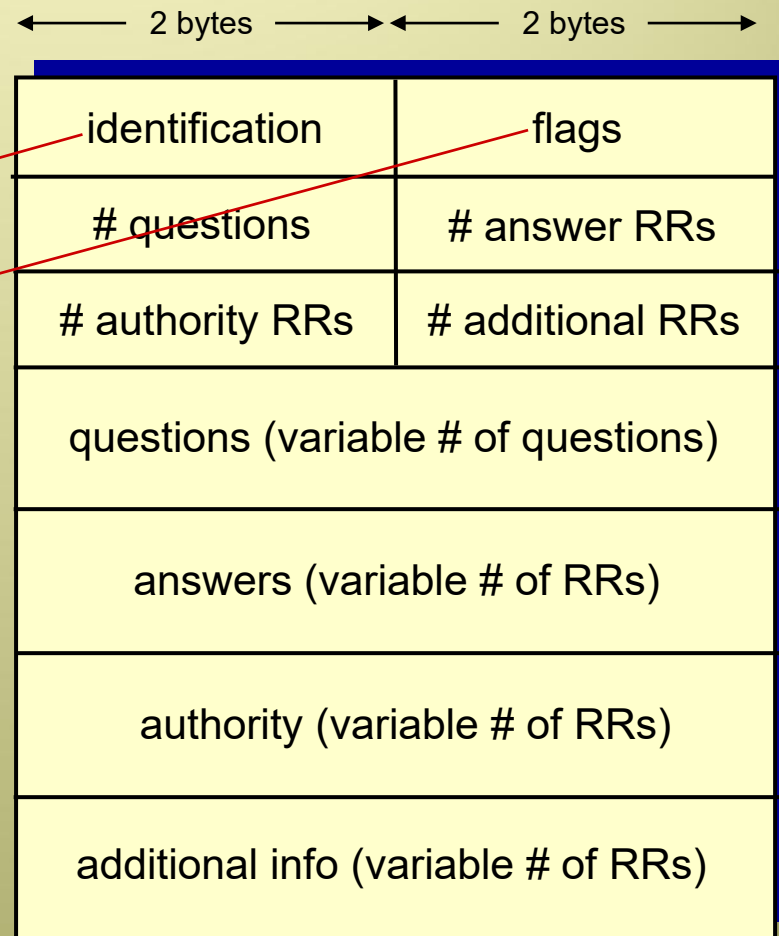 2 bytes 2 bytes
identification flags
# questions # answer RRs
# authority RRs # additional RRs
questions (variable # of questions)
answers (variable # of RRs)
authority (variable # of RRs)
additional info (variable # of RRs)